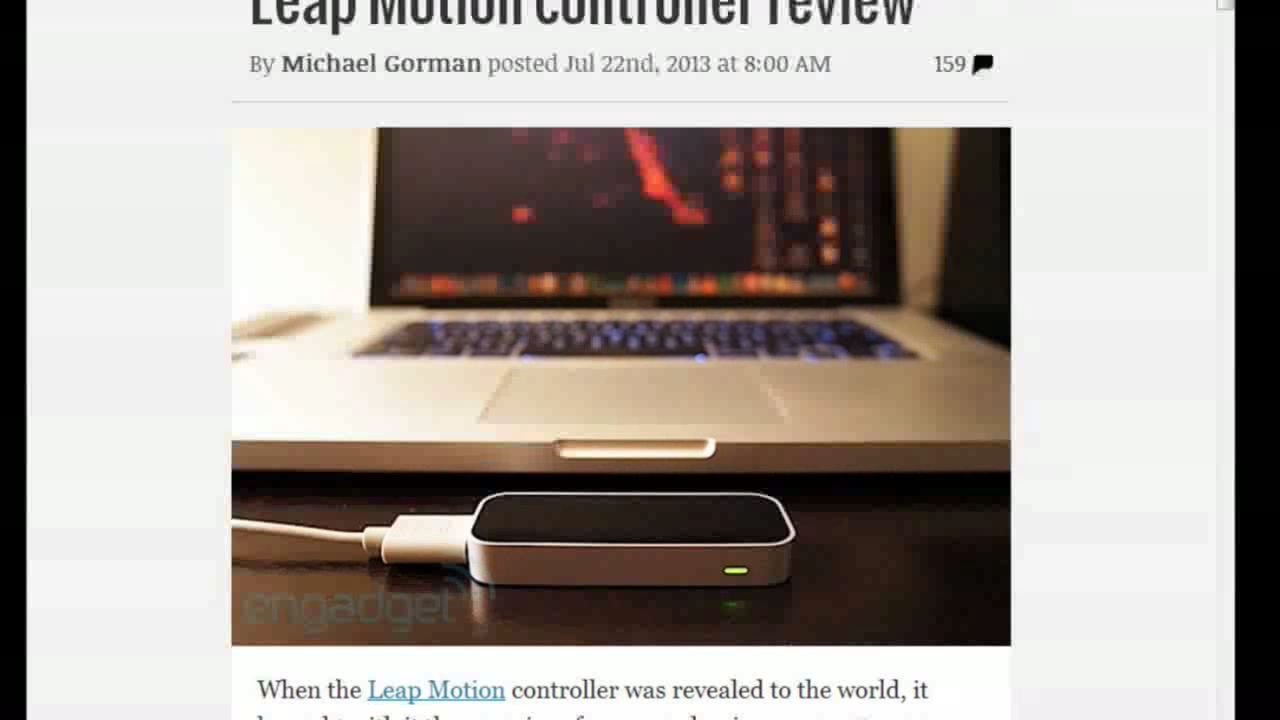 Leap Motion controller review
By Michael Gorman posted Jul 22nd, 2013 at 8:00 AM
159
engadget
When the Leap Motion controller was revealed to the world, it